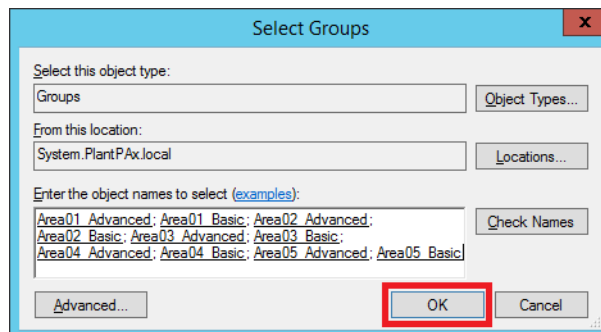 Select Groups
x
Select this object type:
Groups
Object Types...
From this location:
System.PlantPAx.local
Locations...
Enter the object names to select (examples):
Area01_Advanced; Area01_Basic; Area02_Advanced;
Area02_Basic; Area03_Advanced; Area03_Basic;
Area04_Advanced; Area04_Basic; Area05_Advanced; Area05_Basic
Check Names
Advanced...
OK
Cancel